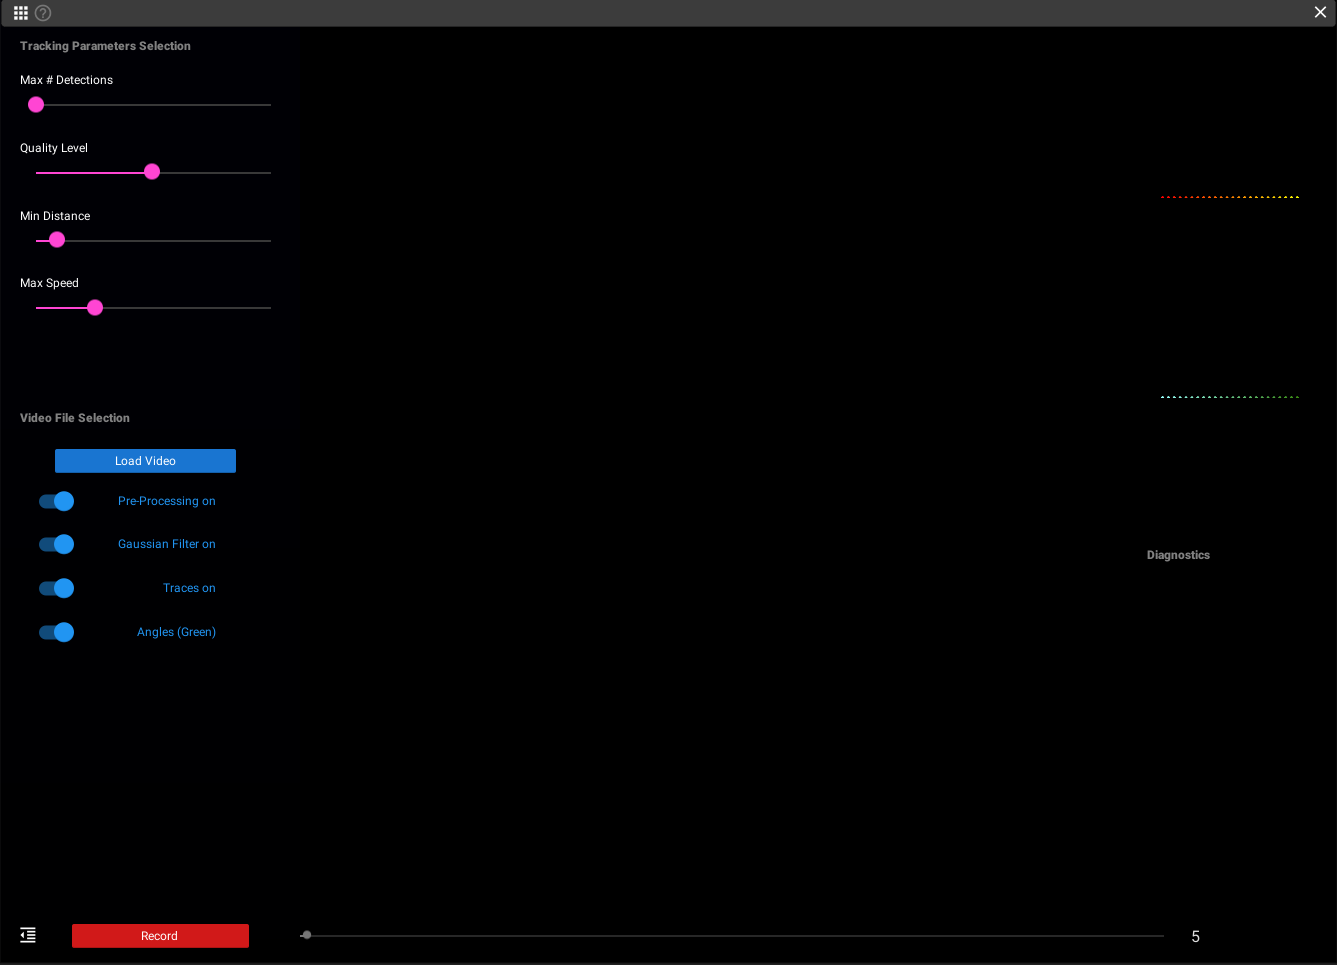 Tracking Parameters Selection
Max # Detections
Quality Level
Min Distance
Max Speed
Video File Selection
Load Video
Pre-Processing on
Gaussian Filter on
Traces on
Angles (Green)
Diagnostics
Record
5